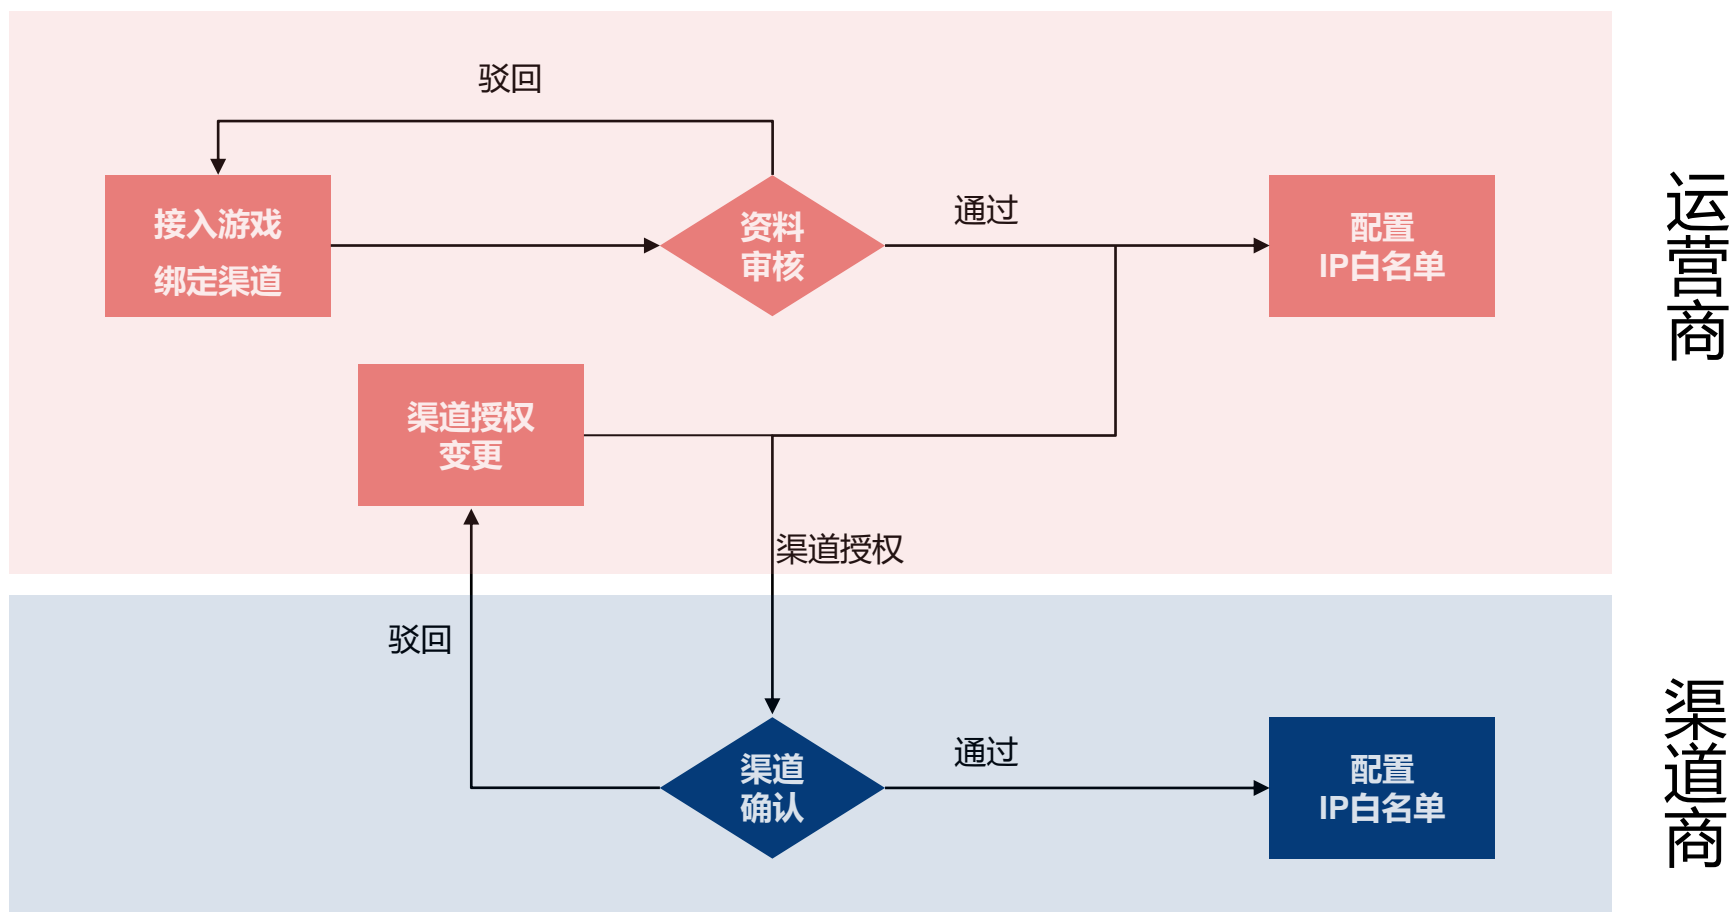 驳回
接入游戏
绑定渠道
资料
审核
通过
配置
IP白名单
运营商
渠道授权
变更
渠道授权
驳回
渠道
确认
通过
配置
IP白名单
渠道商